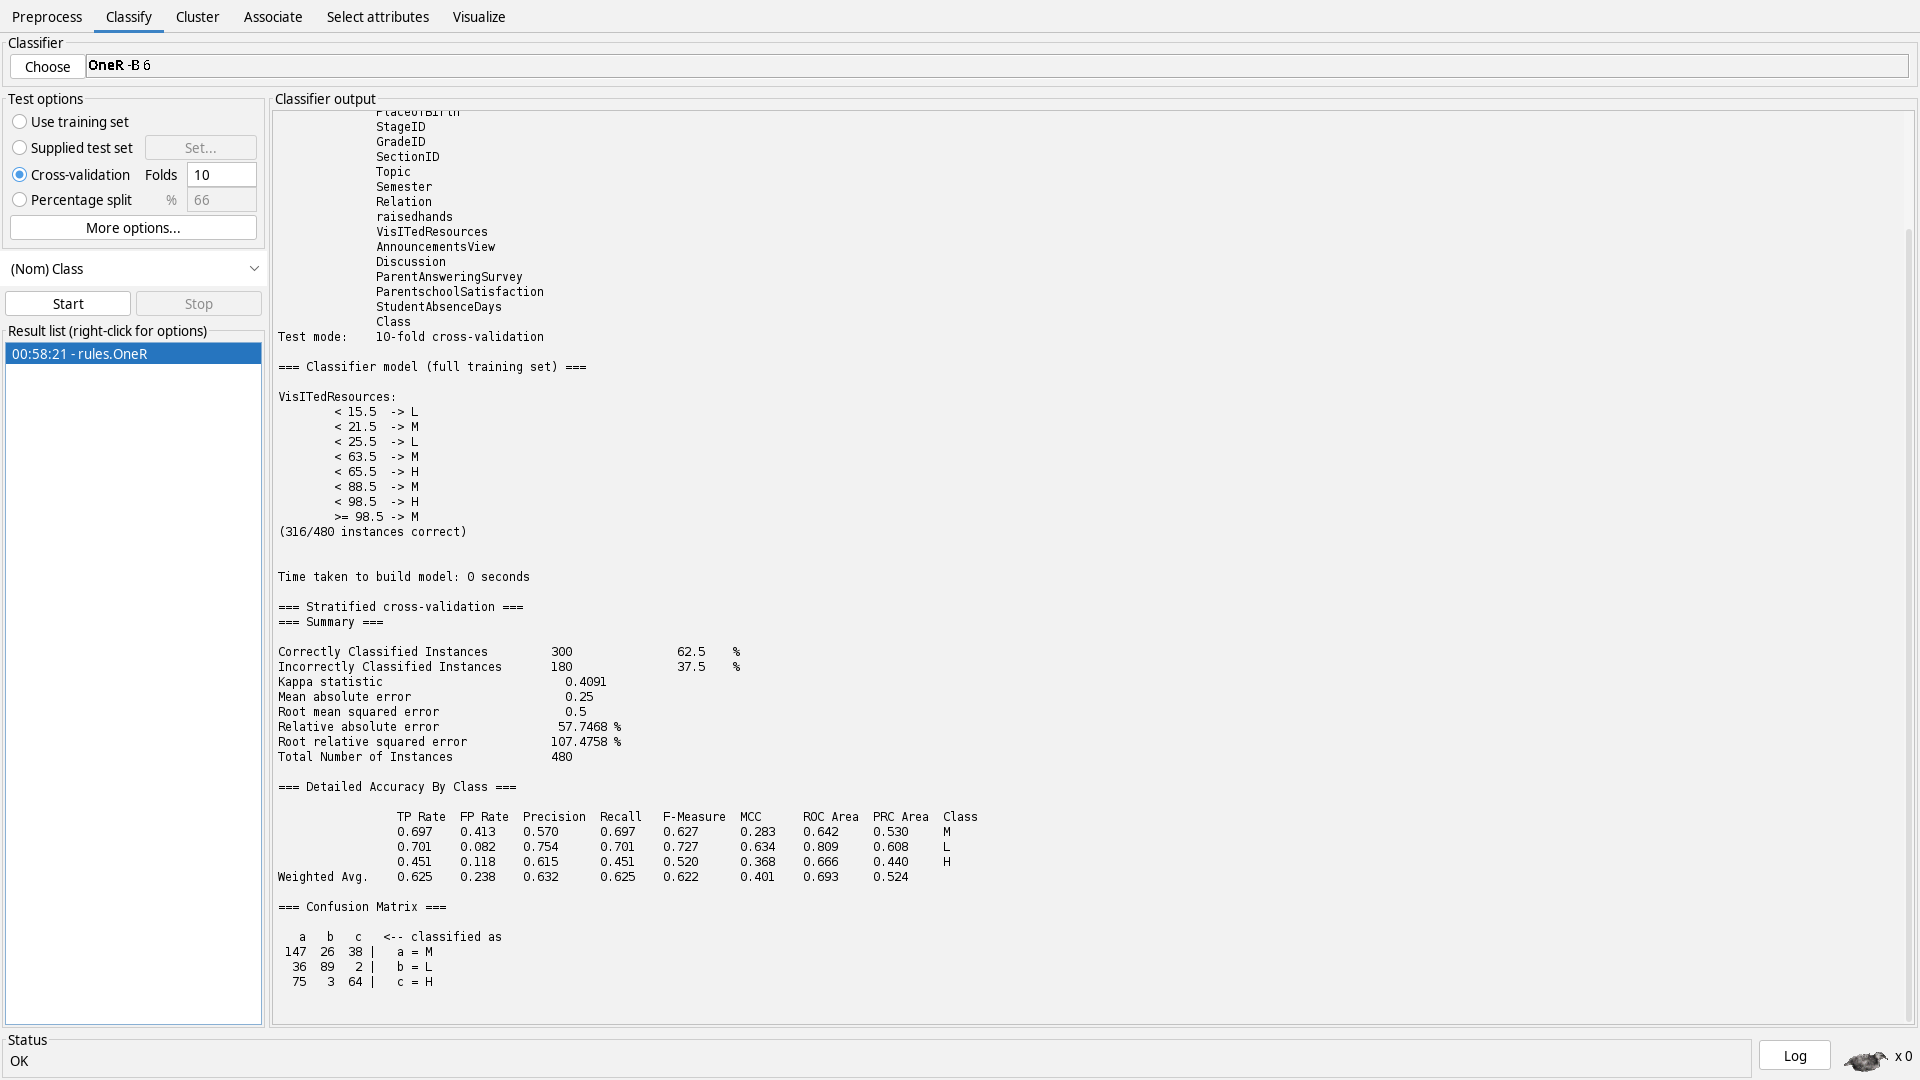 Preprocess Classify Cluster Associate Select attributes Visualize
Classifier
Choose OneR -B 6
Test options
Use training set
Supplied test set Set...
Cross-validation Folds 10
Percentage split % 66
More options...
(Nom) Class
Start Stop
Result list (right-click for options)
00:58:21 - rules.OneR
Classifier output
PlaceofBirth
StageID
GradeID
SectionID
Topic
Semester
Relation
raisedhands
VisITedResources
AnnouncementsView
Discussion
ParentAnsweringSurvey
ParentschoolSatisfaction
StudentAbsenceDays
Class
Test mode: 10-fold cross-validation
=== Classifier model (full training set) ===
VisITedResources:
< 15.5 -> L
< 21.5 -> M
< 25.5 -> L
< 63.5 -> M
< 65.5 -> H
< 88.5 -> M
< 98.5 -> H
>= 98.5 -> M
(316/480 instances correct)
Time taken to build model: 0 seconds
=== Stratified cross-validation ===
=== Summary ===
Correctly Classified Instances 300 62.5 %
Incorrectly Classified Instances 180 37.5 %
Kappa statistic 0.4091
Mean absolute error 0.25
Root mean squared error 0.5
Relative absolute error 57.7468 %
Root relative squared error 107.4758 %
Total Number of Instances 480
=== Detailed Accuracy By Class ===
TP Rate FP Rate Precision Recall F-Measure MCC ROC Area PRC Area Class
0.697 0.413 0.570 0.697 0.627 0.283 0.642 0.530 M
0.701 0.082 0.754 0.701 0.727 0.634 0.809 0.608 L
0.451 0.118 0.615 0.451 0.520 0.368 0.666 0.440 H
Weighted Avg. 0.625 0.238 0.632 0.625 0.622 0.401 0.693 0.524
=== Confusion Matrix ===
a b c <-- classified as
147 26 38 | a = M
36 89 2 | b = L
75 3 64 | c = H
Status
OK
Log x 0